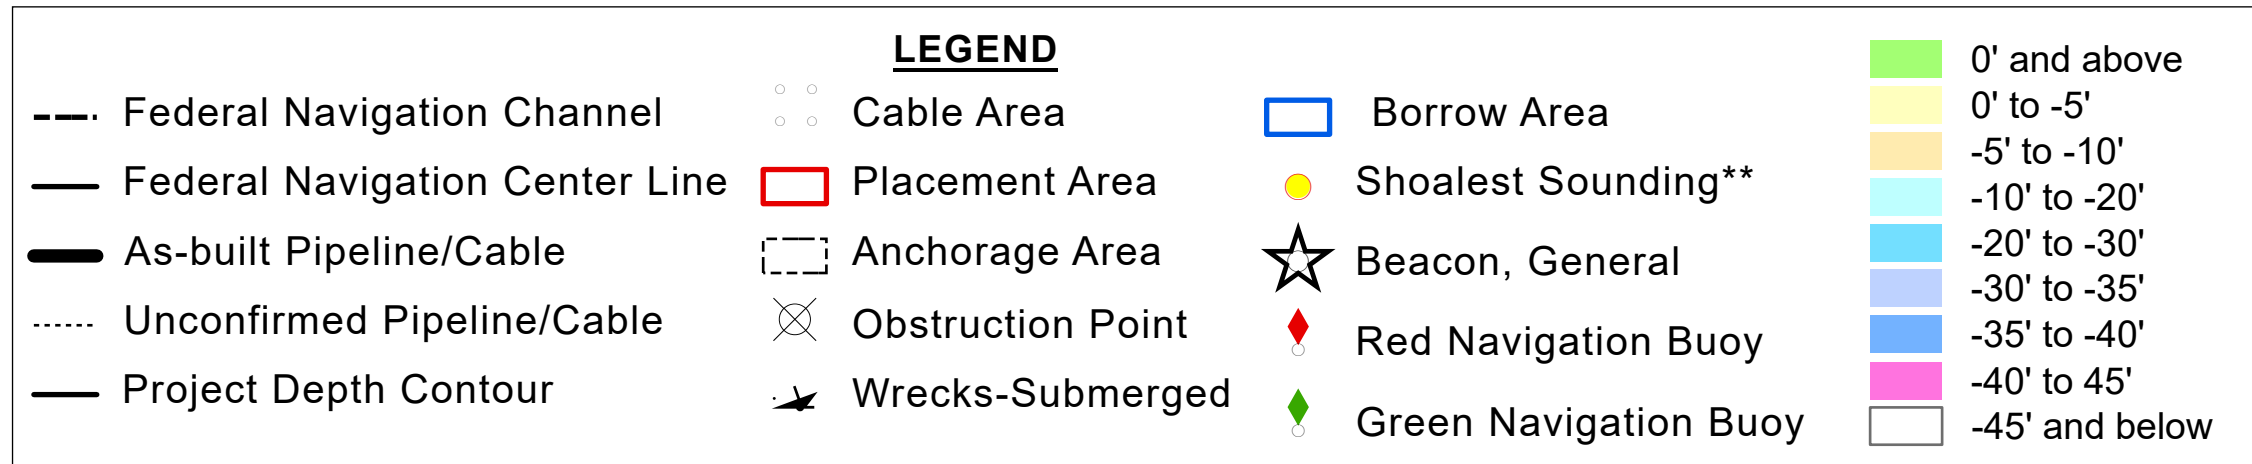 LEGEND
Federal Navigation Channel
Federal Navigation Center Line
As-built Pipeline/Cable
Unconfirmed Pipeline/Cable
Project Depth Contour
Cable Area
Placement Area
Anchorage Area
Obstruction Point
Wrecks-Submerged
Borrow Area
Shoalest Sounding**
Beacon, General
Red Navigation Buoy
Green Navigation Buoy
0' and above
0' to -5'
-5' to -10'
-10' to -20'
-20' to -30'
-30' to -35'
-35' to -40'
-40' to 45'
-45' and below